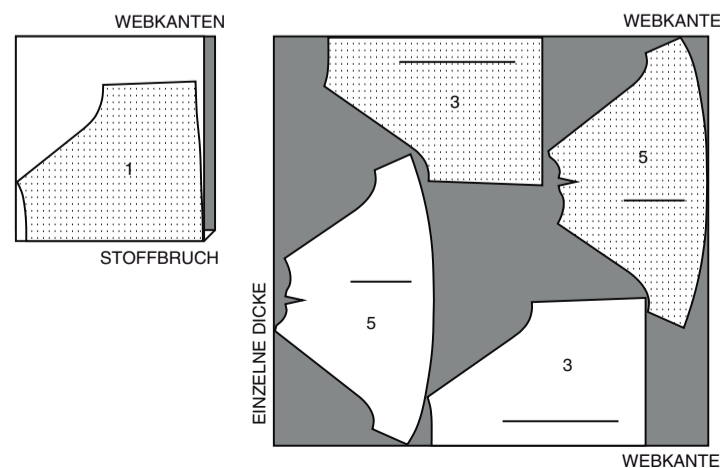 WEBKANTEN
1
STOFFBRUCH
WEBKANTE
3
5
EINZELNE DICKE
5
3
WEBKANTE